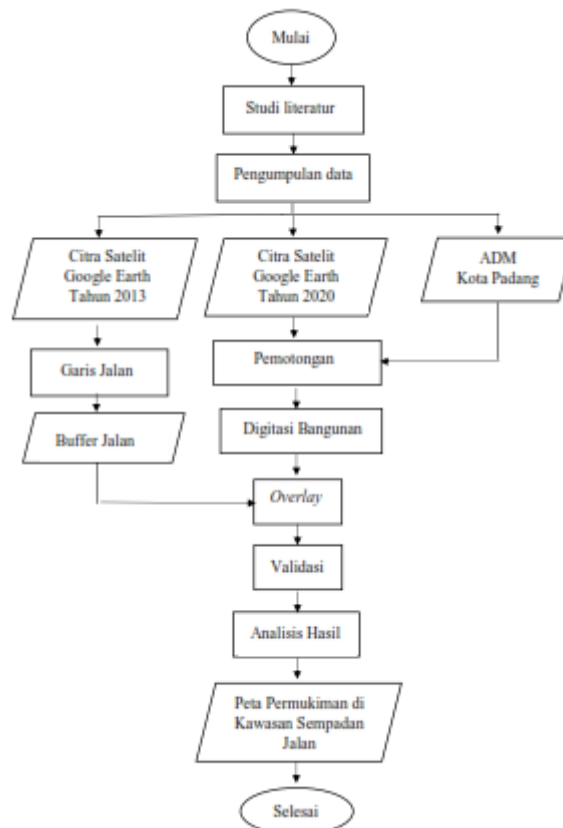 Mulai
Studi literatur
Pengumpulan data
Citra Satelit
Google Earth
Tahun 2013
Citra Satelit
Google Earth
Tahun 2020
ADM
Kota Padang
Garis Jalan
Pemotongan
Buffer Jalan
Digitasi Bangunan
Overlay
Validasi
Analisis Hasil
Peta Permukiman di
Kawasan Sempadan
Jalan
Selesai